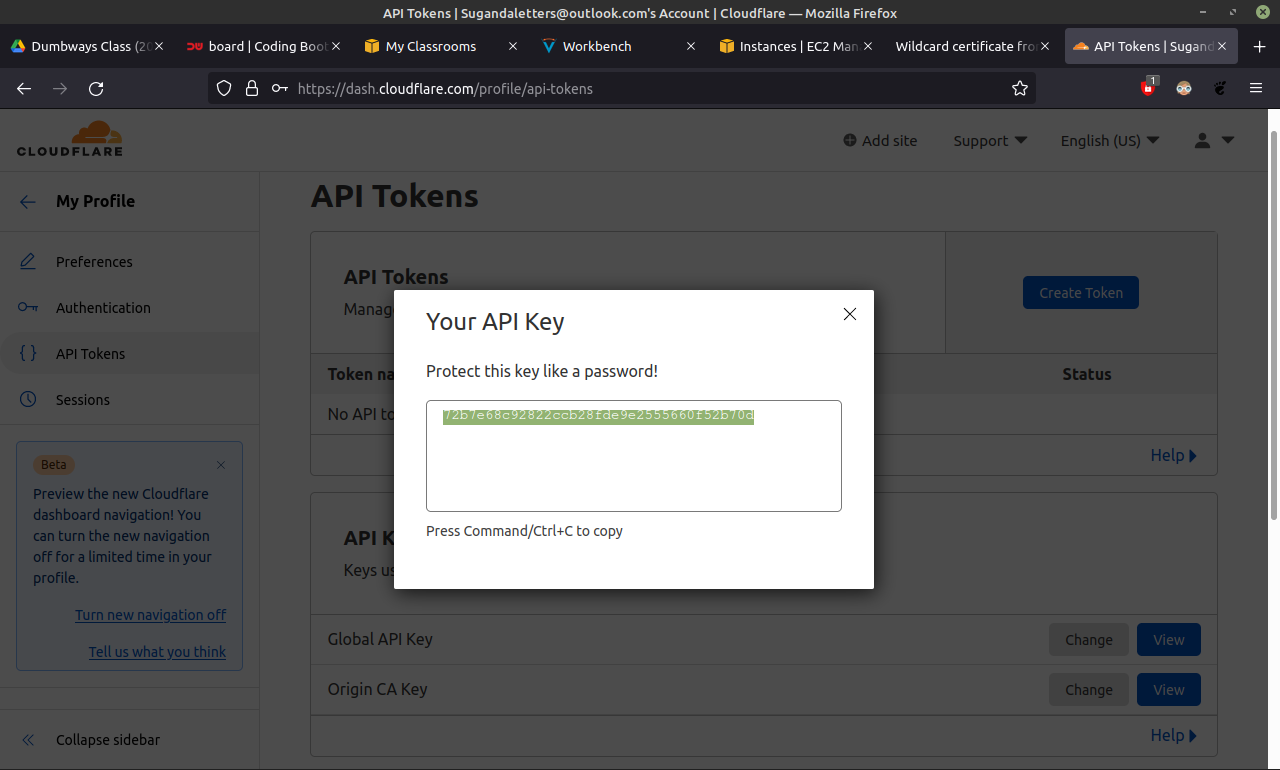 API Tokens | Sugandaletters@outlook.com's Account | Cloudflare — Mozilla Firefox
Dumbways Class (20
board | Coding Boot
My Classrooms
Workbench
Instances | EC2 Man
Wildcard certificate fro
API Tokens | Sugand
https://dash.cloudflare.com/profile/api-tokens
1
CLOUDFLARE
Add site
Support
English (US)
My Profile
Preferences
Authentication
API Tokens
Sessions
Beta
Preview the new Cloudflare
dashboard navigation! You
can turn the new navigation
off for a limited time in your
profile.
Turn new navigation off
Tell us what you think
Collapse sidebar
API Tokens
API Tokens
Manag
Create Token
Token na
Status
No API to
Help
Your API Key
Protect this key like a password!
72b7e68c92822ccb28fde9e2555660f52b70d
Press Command/Ctrl+C to copy
API K
Keys us
Global API Key
Change
View
Origin CA Key
Change
View
Help